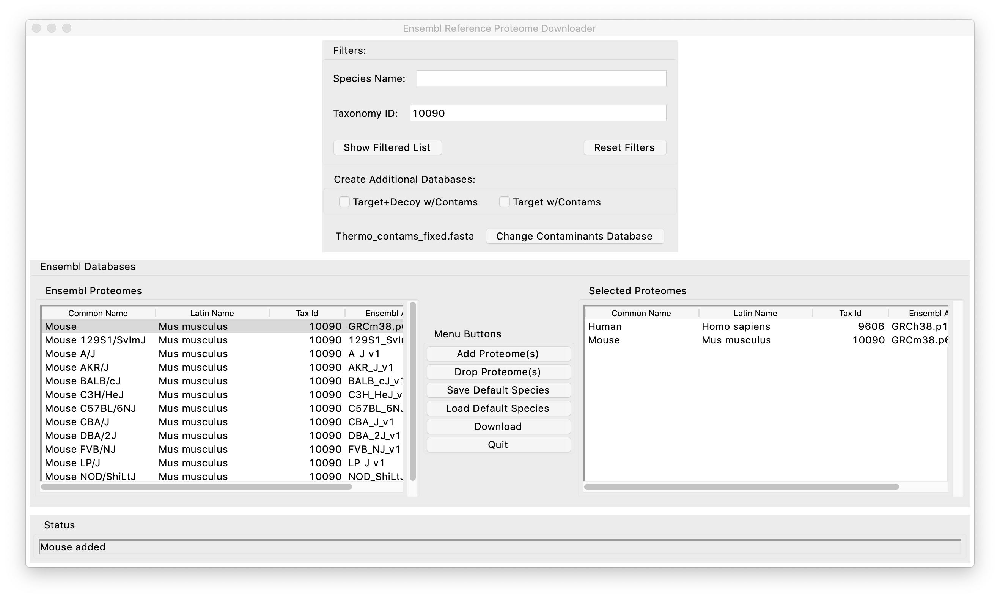 Ensembl Reference Proteome Downloader
Filters:
Species Name:
Taxonomy ID: 10090
Show Filtered List Reset Filters
Create Additional Databases:
Target+Decoy w/Contams Target w/Contams
Thermo_contams_fixed.fasta Change Contaminants Database
Ensembl Databases
Ensembl Proteomes
Common Name Latin Name Tax Id Ensembl A
Mouse Mus musculus 10090 GRCm38.p6
Mouse 129S1/SvImJ Mus musculus 10090 129S1_SvIm
Mouse A/J Mus musculus 10090 A_J_v1
Mouse AKR/J Mus musculus 10090 AKR_J_v1
Mouse BALB/cJ Mus musculus 10090 BALB_cJ_v1
Mouse C3H/HeJ Mus musculus 10090 C3H_HeJ_v
Mouse C57BL/6NJ Mus musculus 10090 C57BL_6NJ
Mouse CBA/J Mus musculus 10090 CBA_J_v1
Mouse DBA/2J Mus musculus 10090 DBA_2J_v1
Mouse FVB/NJ Mus musculus 10090 FVB_NJ_v1
Mouse LP/J Mus musculus 10090 LP_J_v1
Mouse NOD/ShiLtJ Mus musculus 10090 NOD_ShiLtJ
Menu Buttons
Add Proteome(s)
Drop Proteome(s)
Save Default Species
Load Default Species
Download
Quit
Selected Proteomes
Common Name Latin Name Tax Id Ensembl A
Human Homo sapiens 9606 GRCh38.p1
Mouse Mus musculus 10090 GRCm38.p6
Status
Mouse added